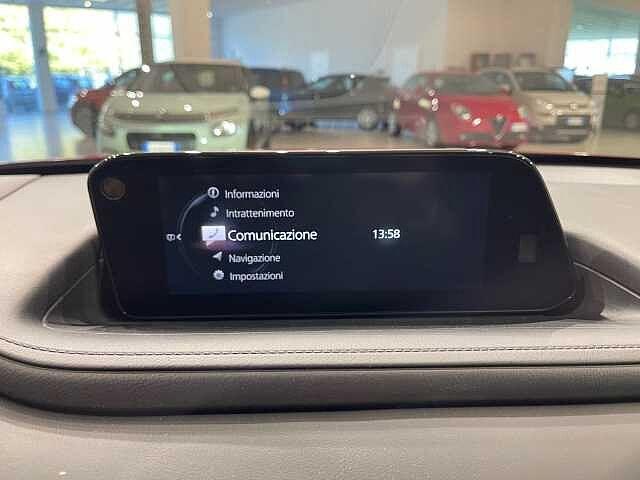 Informazioni
Intrattenimento
Comunicazione 13:58
Navigazione
Impostazioni